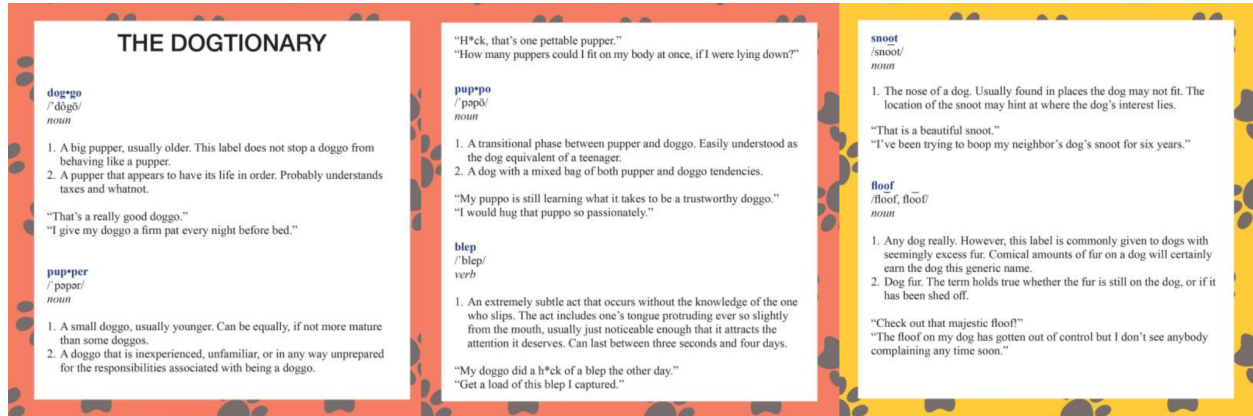 THE DOGTIONARY
dog•go
/ˈdôgō/
noun
1. A big pupper, usually older. This label does not stop a doggo from
behaving like a pupper.
2. A pupper that appears to have its life in order. Probably understands
taxes and whatnot.
“That’s a really good doggo.”
“I give my doggo a firm pat every night before bed.”
pup•per
/ˈpəpər/
noun
1. A small doggo, usually younger. Can be equally, if not more mature
than some doggos.
2. A doggo that is inexperienced, unfamiliar, or in any way unprepared
for the responsibilities associated with being a doggo.
“H*ck, that’s one pettable pupper.”
“How many puppers could I fit on my body at once, if I were lying down?”
pup•po
/ˈpəpō/
noun
1. A transitional phase between pupper and doggo. Easily understood as
the dog equivalent of a teenager.
2. A dog with a mixed bag of both pupper and doggo tendencies.
“My puppo is still learning what it takes to be a trustworthy doggo.”
“I would hug that puppo so passionately.”
blep
/ˈblep/
verb
1. An extremely subtle act that occurs without the knowledge of the one
who slips. The act includes one’s tongue protruding ever so slightly
from the mouth, usually just noticeable enough that it attracts the
attention it deserves. Can last between three seconds and four days.
“My doggo did a h*ck of a blep the other day.”
“Get a load of this blep I captured.”
snoot
/sno͞ot/
noun
1. The nose of a dog. Usually found in places the dog may not fit. The
location of the snoot may hint at where the dog’s interest lies.
“That is a beautiful snoot.”
“I’ve been trying to boop my neighbor’s dog’s snoot for six years.”
floof
/flo͞of, flo͞of/
noun
1. Any dog really. However, this label is commonly given to dogs with
seemingly excess fur. Comical amounts of fur on a dog will certainly
earn the dog this generic name.
2. Dog fur. The term holds true whether the fur is still on the dog, or if it
has been shed off.
“Check out that majestic floof!”
“The floof on my dog has gotten out of control but I don’t see anybody
complaining any time soon.”